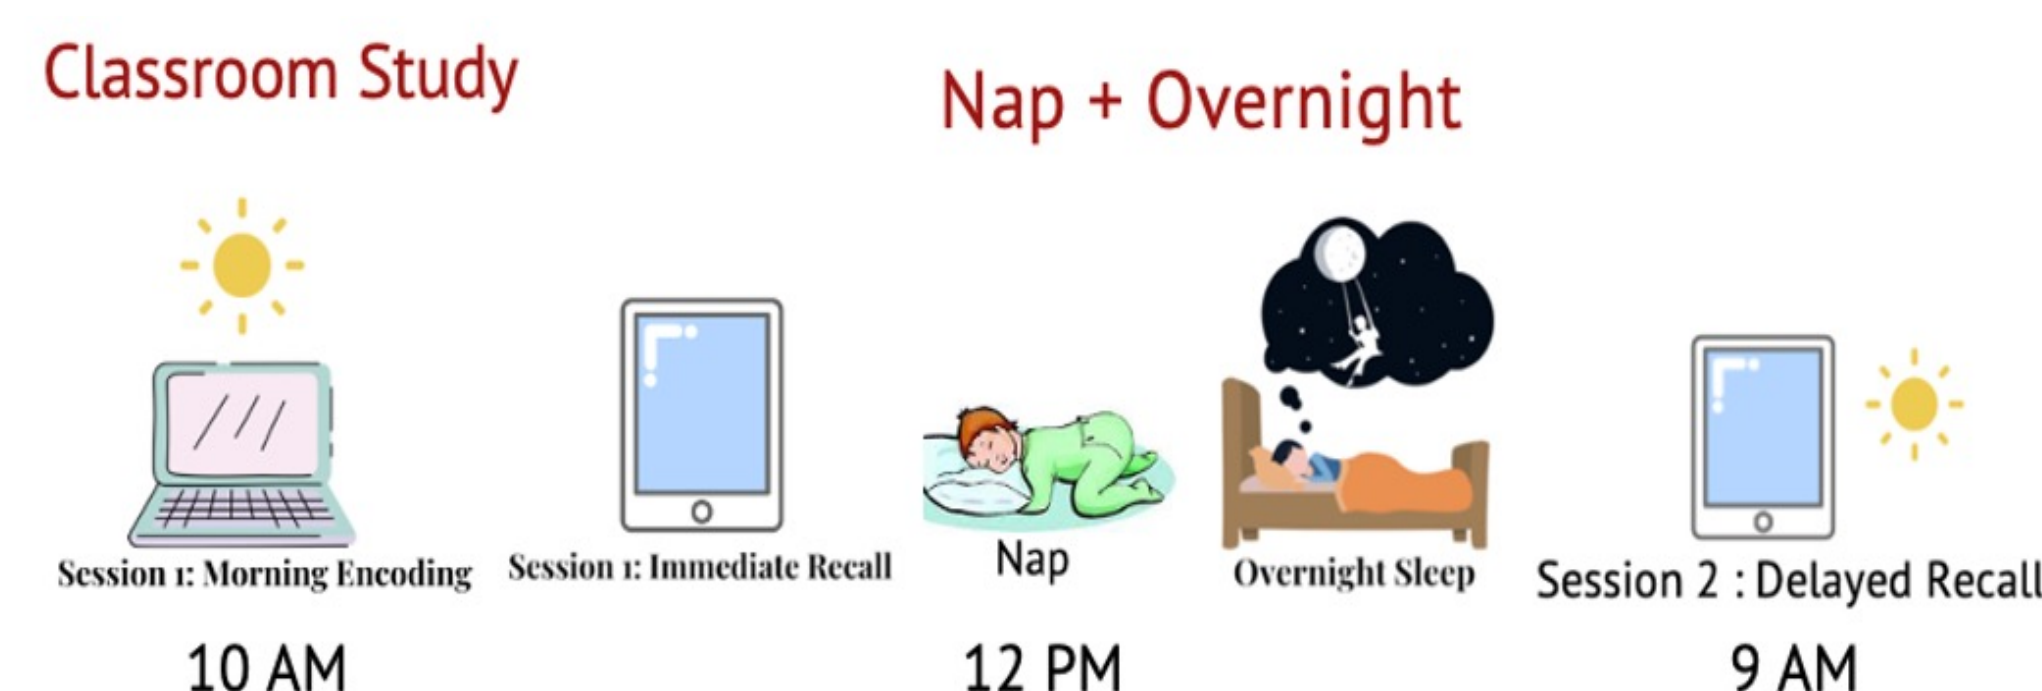 Classroom Study
Nap + Overnight
Session 1: Morning Encoding
Session 1: Immediate Recall
Nap
Overnight Sleep
Session 2 : Delayed Recall
10 AM
12 PM
9 AM